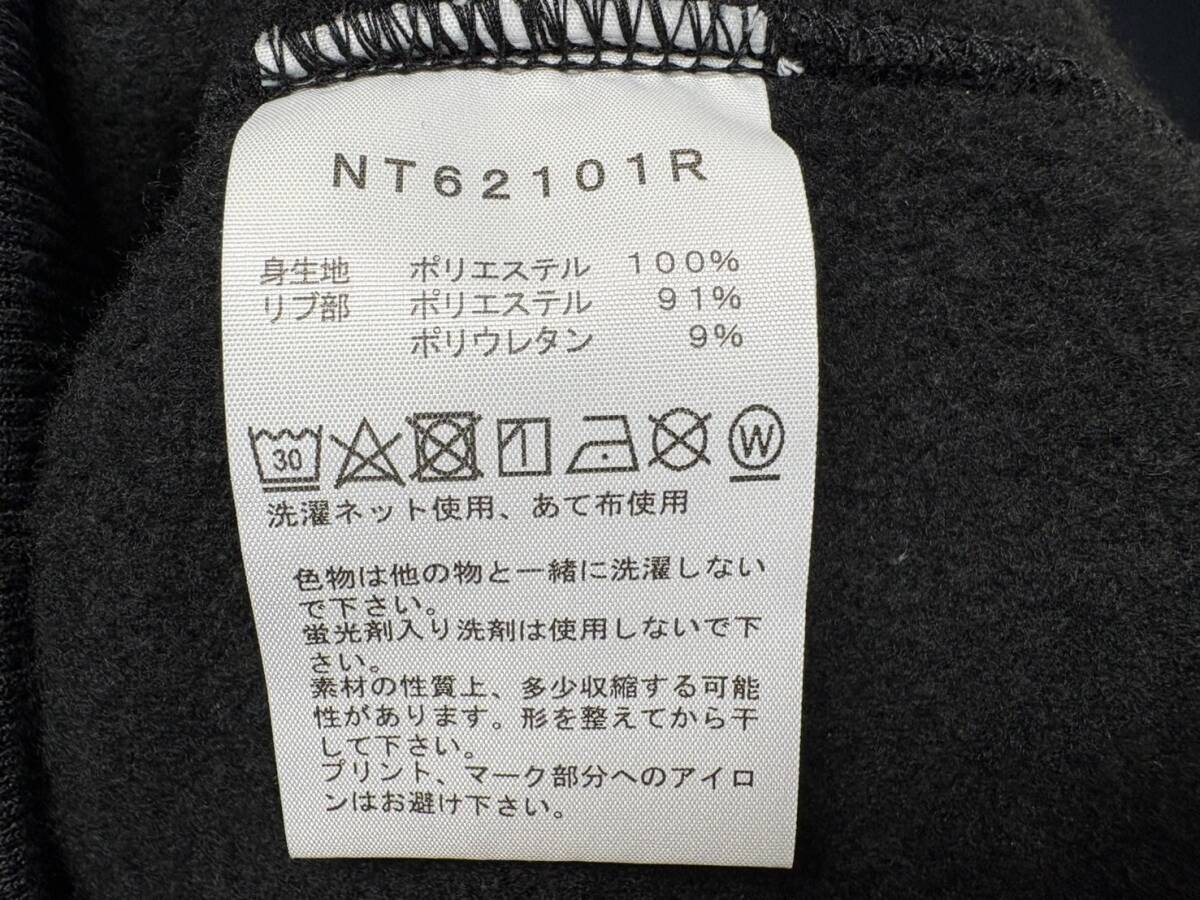 NT62101R
身生地 ポリエステル 100%
リブ部 ポリエステル 91%
ポリウレタン 9%
30 W
洗濯ネット使用、あて布使用
色物は他の物と一緒に洗濯しない
で下さい。
蛍光剤入り洗剤は使用しないで下
さい。
素材の性質上、多少収縮する可能
性があります。形を整えてから干
して下さい。
プリント、マーク部分へのアイロ
ンはお避け下さい。